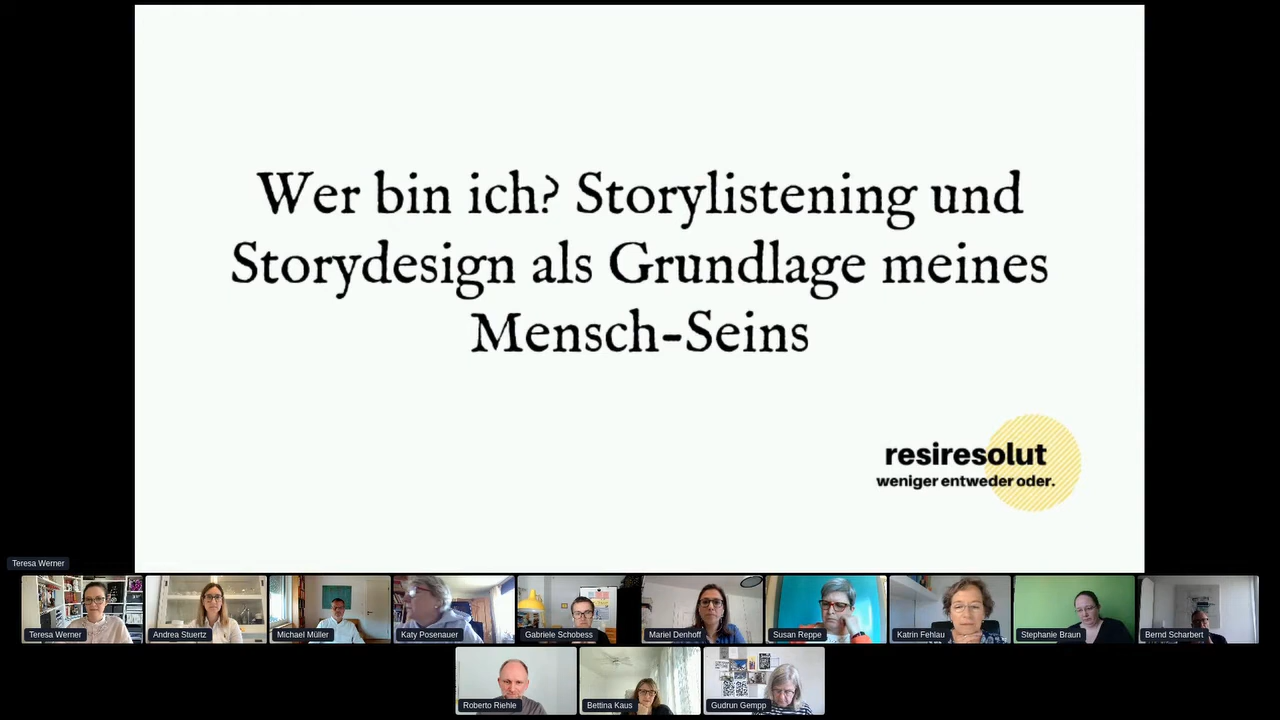 Wer bin ich? Storylistening und
Storydesign als Grundlage meines
Mensch-Seins
resiresolut
weniger entweder oder.
Teresa Werner
Teresa Werner
Andrea Stuertz
Michael Müller
Katy Posenauer
Gabriele Schobess
Mariel Denhoff
Susan Reppe
Katrin Fehlau
Stephanie Braun
Bernd Scharbert
Roberto Riehle
Bettina Kaus
Gudrun Gempp